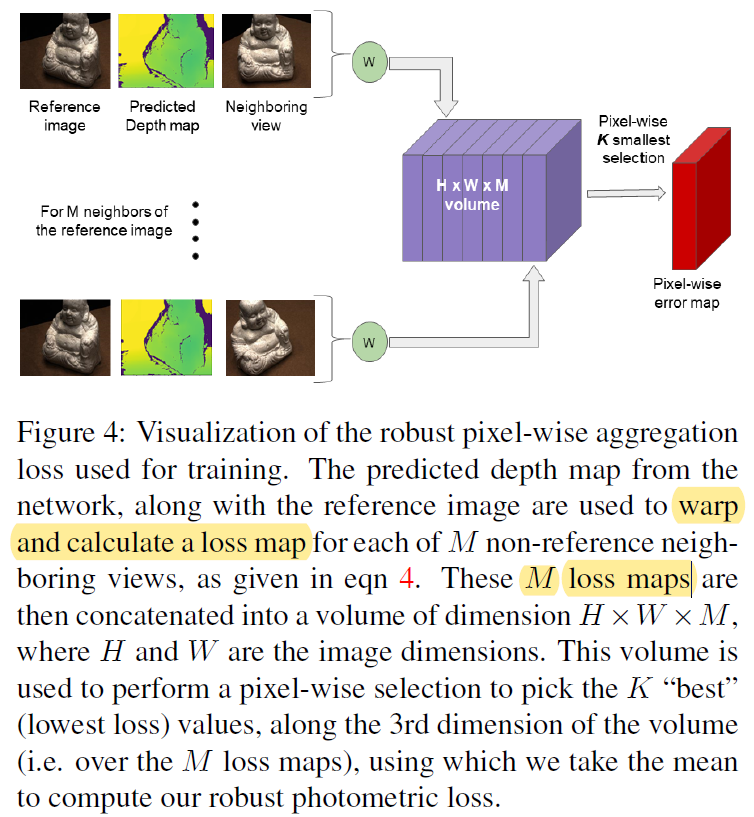 W
Reference
image
Predicted
Depth map
Neighboring
view
Pixel-wise
K smallest
selection
H x W x M
volume
For M neighbors of
the reference image
Pixel-wise
error map
W
Figure 4: Visualization of the robust pixel-wise aggregation
loss used for training. The predicted depth map from the
network, along with the reference image are used to warp
and calculate a loss map for each of M non-reference neigh-
boring views, as given in eqn 4. These M loss maps are
then concatenated into a volume of dimension H × W × M,
where H and W are the image dimensions. This volume is
used to perform a pixel-wise selection to pick the K “best”
(lowest loss) values, along the 3rd dimension of the volume
(i.e. over the M loss maps), using which we take the mean
to compute our robust photometric loss.